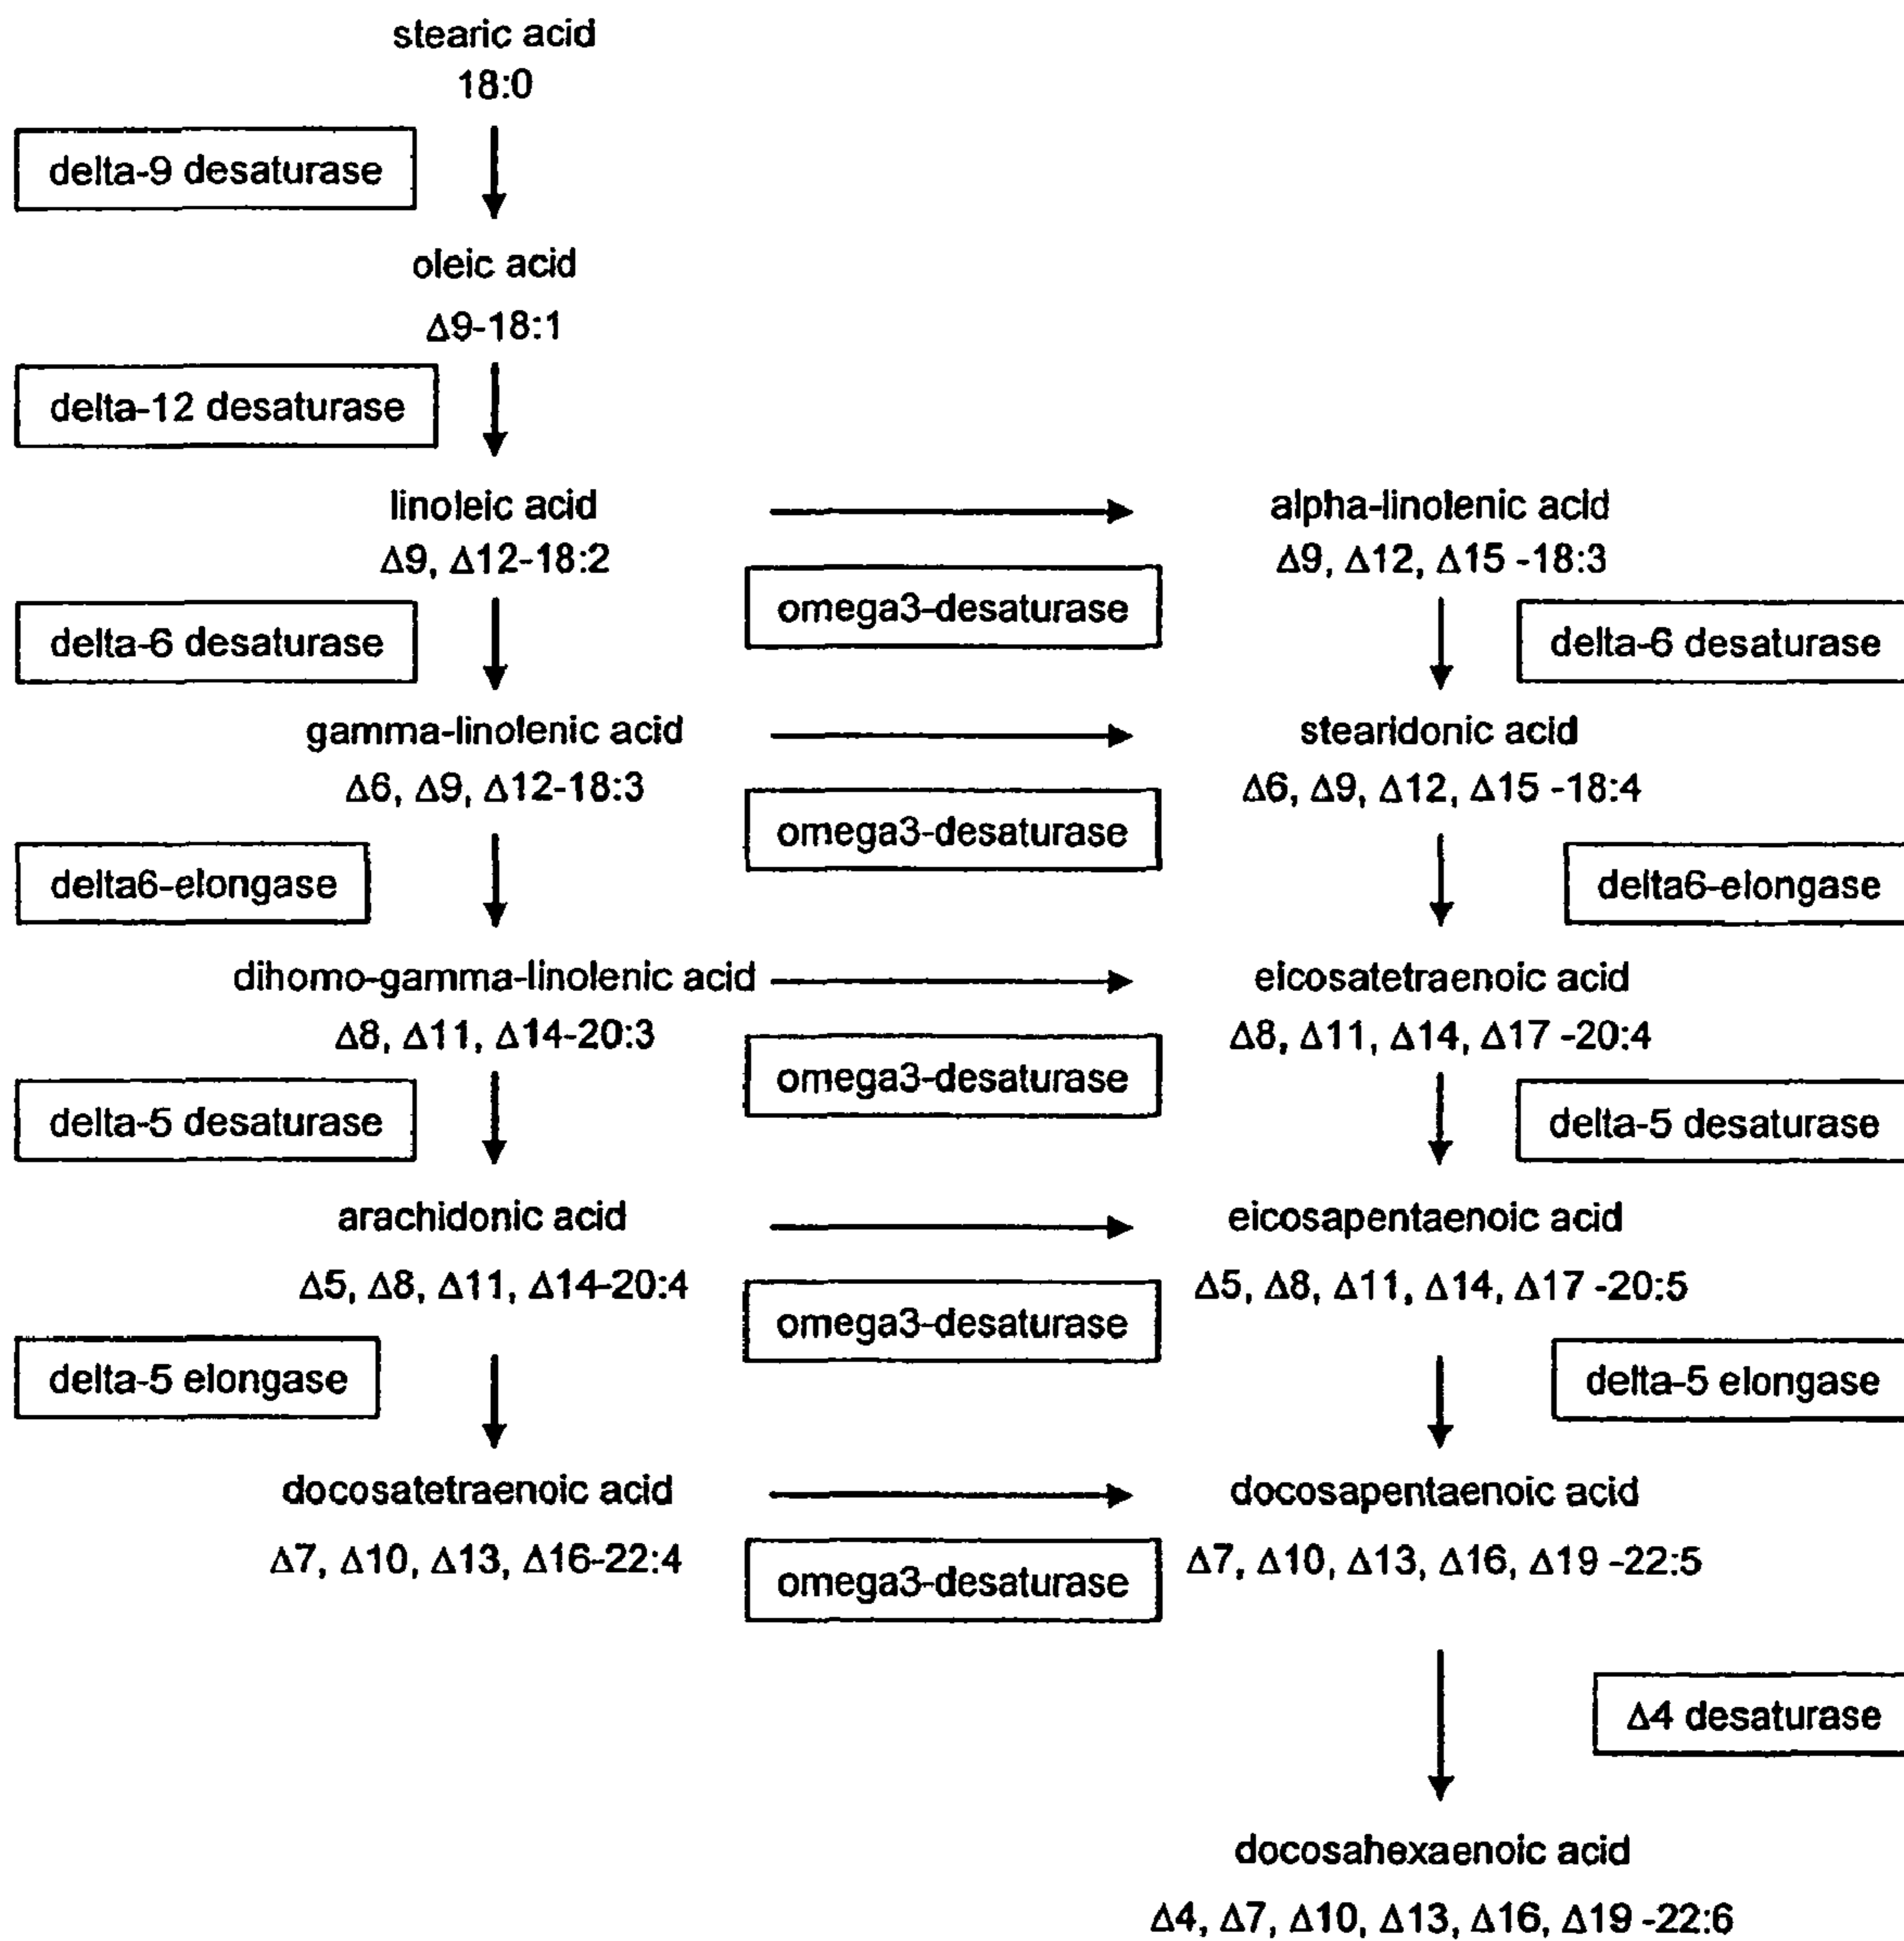 stearic acid
18:0
delta-9 desaturase
oleic acid
Δ9-18:1
delta-12 desaturase
linoleic acid
alpha-linolenic acid
Δ9, Δ12-18:2
Δ9, Δ12, Δ15 -18:3
omega3-desaturase
delta-6 desaturase
delta-6 desaturase
gamma-linolenic acid
stearidonic acid
Δ6, Δ9, Δ12-18:3
Δ6, Δ9, Δ12, Δ15 -18:4
omega3-desaturase
delta6-elongase
delta6-elongase
dihomo-gamma-linolenic acid
eicosatetraenoic acid
Δ8, Δ11, Δ14-20:3
Δ8, Δ11, Δ14, Δ17 -20:4
omega3-desaturase
delta-5 desaturase
delta-5 desaturase
arachidonic acid
eicosapentaenoic acid
Δ5, Δ8, Δ11, Δ14-20:4
Δ5, Δ8, Δ11, Δ14, Δ17 -20:5
omega3-desaturase
delta-5 elongase
delta-5 elongase
docosatetraenoic acid
docosapentaenoic acid
Δ7, Δ10, Δ13, Δ16-22:4
Δ7, Δ10, Δ13, Δ16, Δ19 -22:5
omega3-desaturase
Δ4 desaturase
docosahexaenoic acid
Δ4, Δ7, Δ10, Δ13, Δ16, Δ19 -22:6